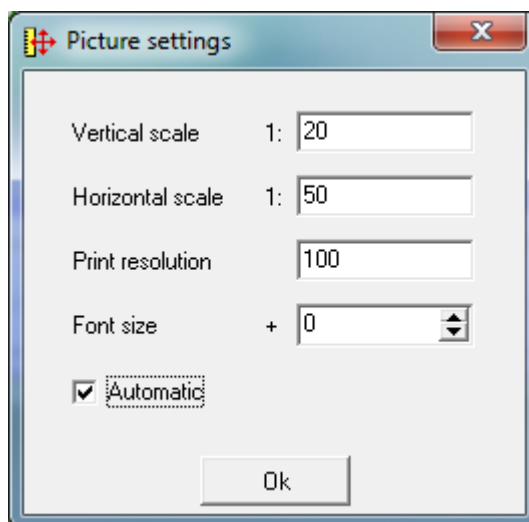 Picture settings
Vertical scale 1: 20
Horizontal scale 1: 50
Print resolution 100
Font size + 0
Automatic
Ok